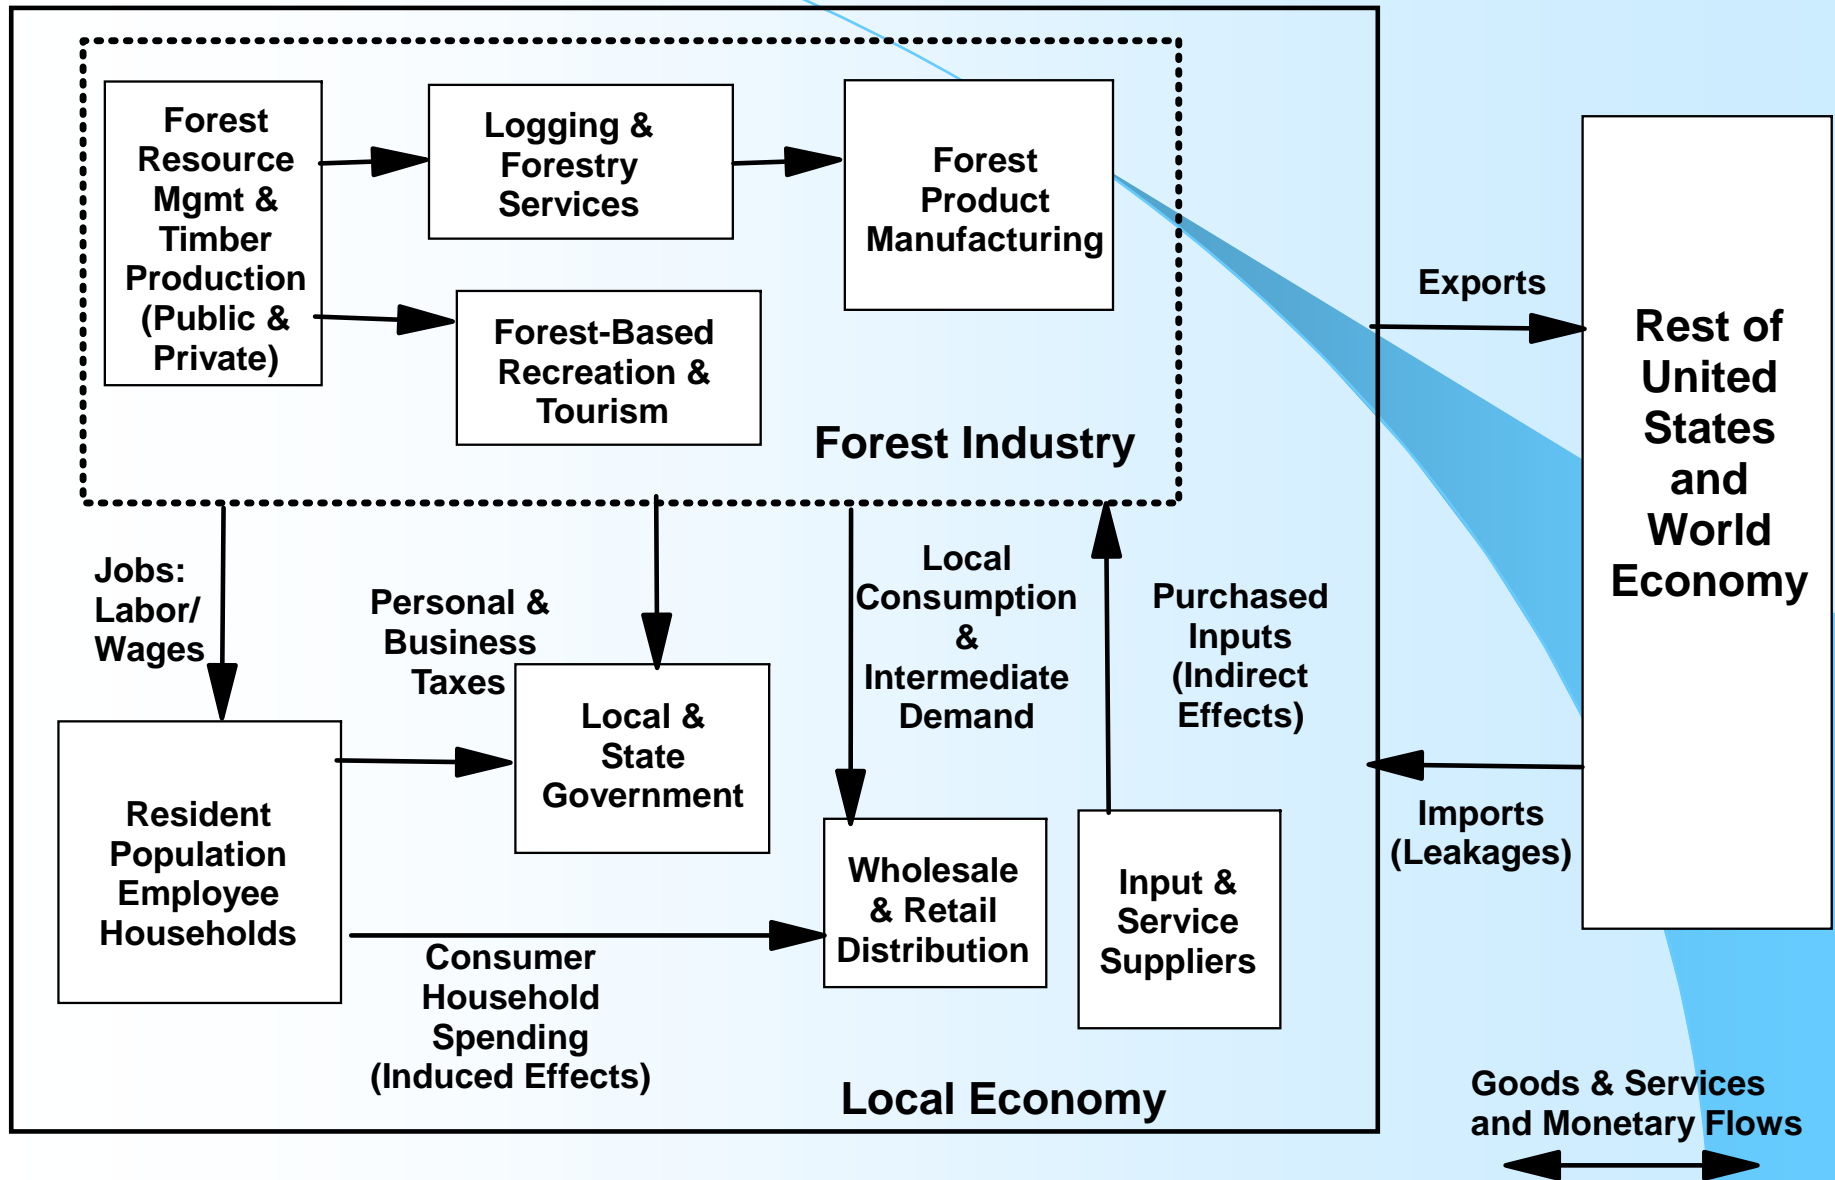 Forest
Resource
Mgmt &
Timber
Production
(Public &
Private)
Logging &
Forestry
Services
Forest
Product
Manufacturing
Forest-Based
Recreation &
Tourism
Forest Industry
Exports
Rest of
United
States
and
World
Economy
Jobs:
Labor/
Wages
Personal &
Business
Taxes
Local
Consumption
&
Intermediate
Demand
Purchased
Inputs
(Indirect
Effects)
Local &
State
Government
Resident
Population
Employee
Households
Wholesale
& Retail
Distribution
Input &
Service
Suppliers
Imports
(Leakages)
Consumer
Household
Spending
(Induced Effects)
Local Economy
Goods & Services
and Monetary Flows